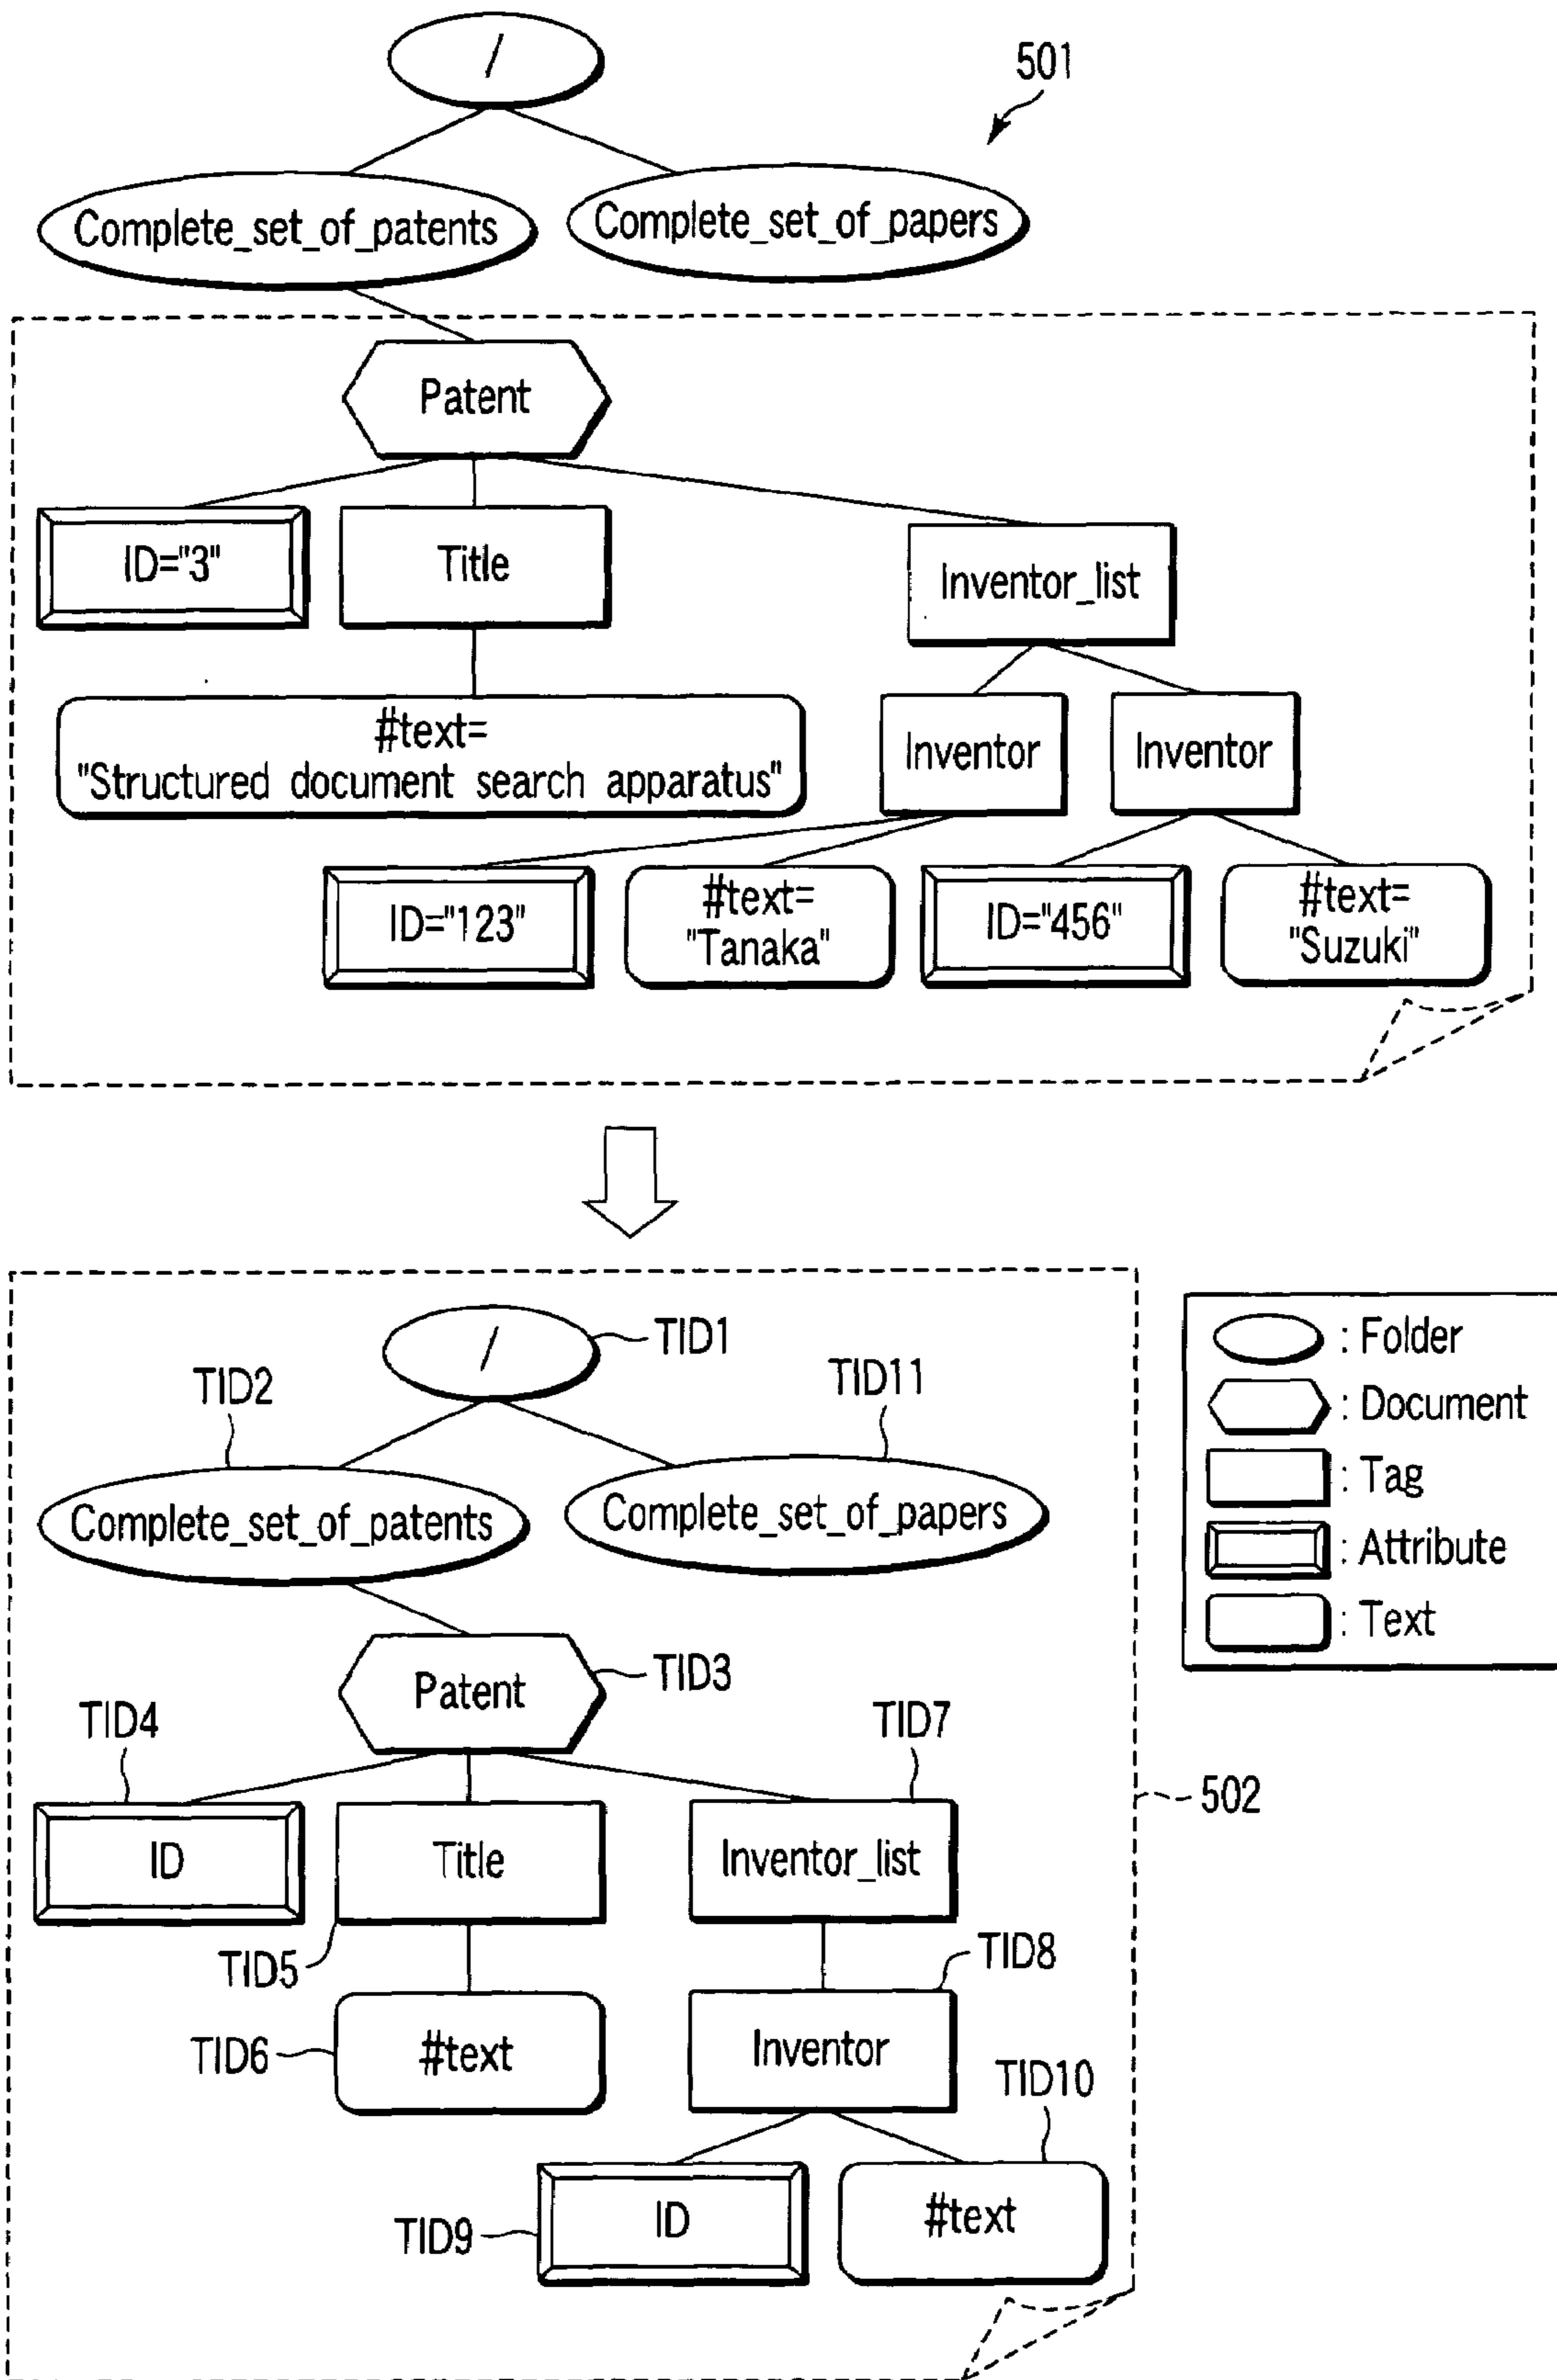 /
501
Complete_set_of_patents
Complete_set_of_papers
Patent
ID="3"
Title
Inventor_list
#text=
"Structured document search apparatus"
Inventor
Inventor
ID="123"
#text=
"Tanaka"
ID="456"
#text=
"Suzuki"
/
TID1
TID2
TID11
Complete_set_of_patents
Complete_set_of_papers
: Folder
: Document
: Tag
: Attribute
: Text
Patent
TID3
TID4
TID7
502
ID
Title
Inventor_list
TID5
TID8
TID6
#text
Inventor
TID10
TID9
ID
#text